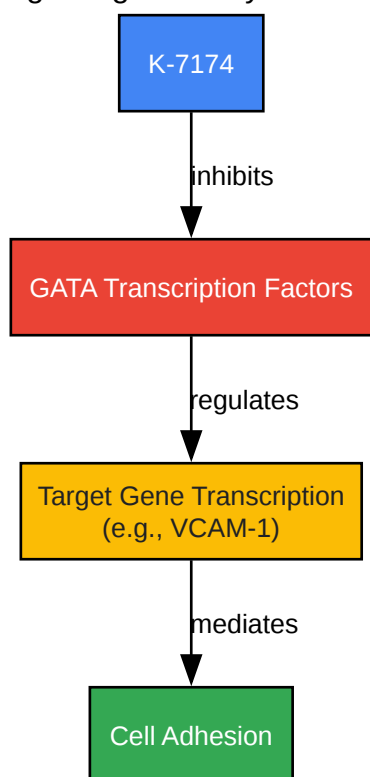 K-7174
inhibits
GATA Transcription Factors
regulates
Target Gene Transcription
(e.g., VCAM-1)
mediates
Cell Adhesion